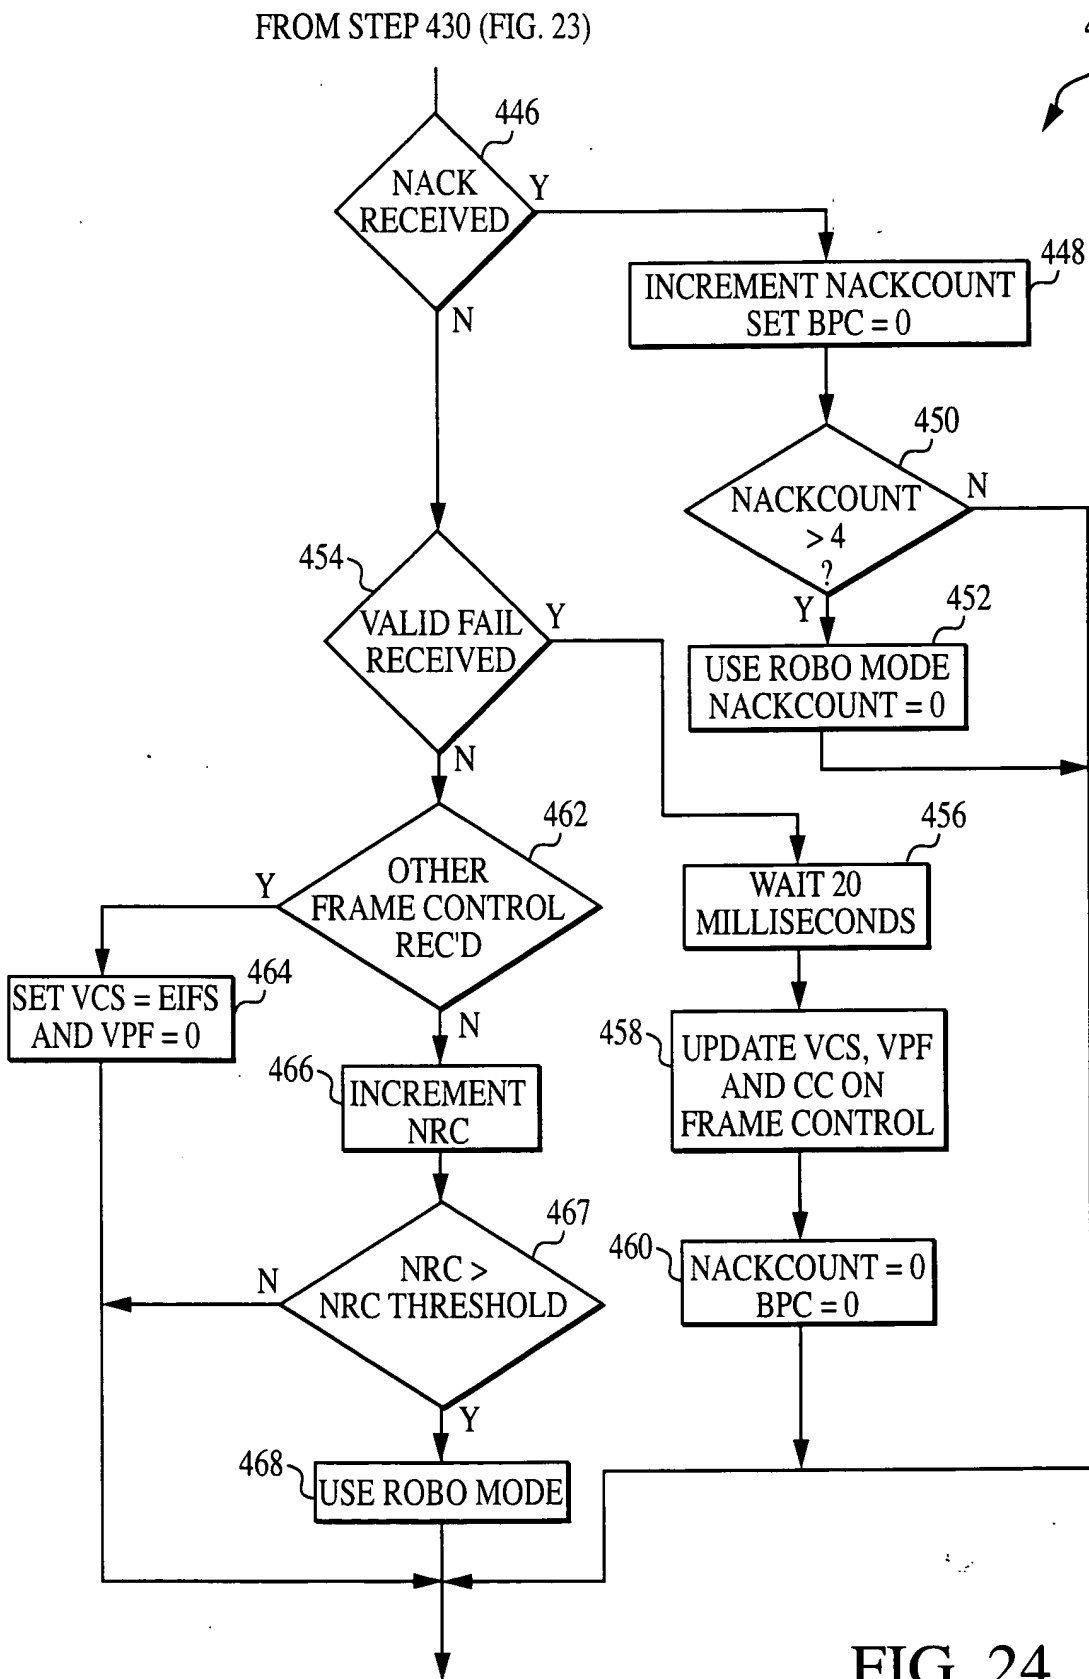 FROM STEP 430 (FIG. 23)
4
446
NACK
RECEIVED
Y
N
448
INCREMENT NACKCOUNT
SET BPC = 0
450
NACKCOUNT
> 4
?
N
Y
452
USE ROBO MODE
NACKCOUNT = 0
454
VALID FAIL
RECEIVED
Y
N
456
WAIT 20
MILLISECONDS
458
UPDATE VCS, VPF
AND CC ON
FRAME CONTROL
460
NACKCOUNT = 0
BPC = 0
462
OTHER
FRAME CONTROL
REC'D
Y
N
464
SET VCS = EIFS
AND VPF = 0
466
INCREMENT
NRC
467
NRC >
NRC THRESHOLD
N
Y
468
USE ROBO MODE
FIG. 24